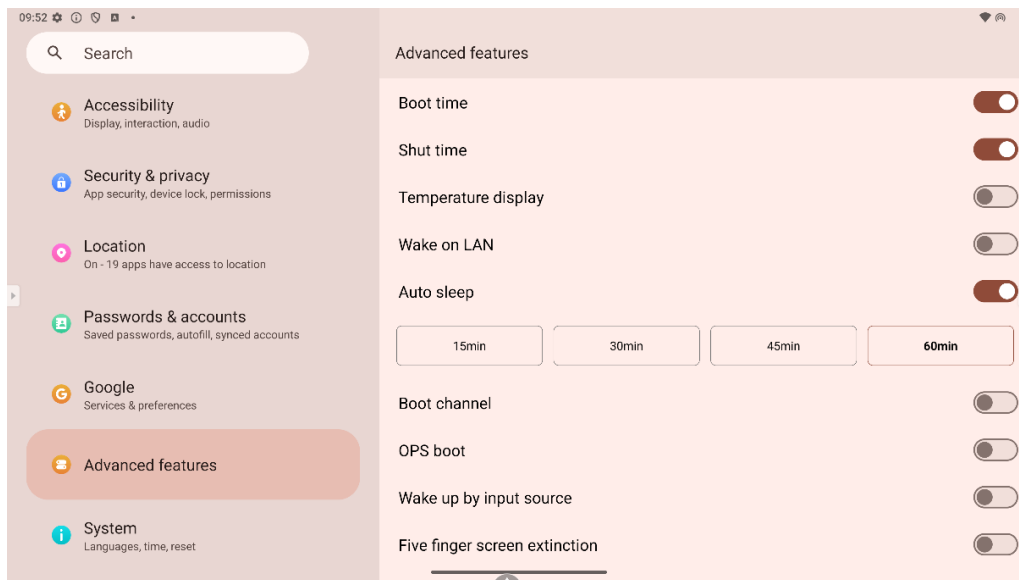 09:52
Search
Accessibility
Display, interaction, audio
Security & privacy
App security, device lock, permissions
Location
On - 19 apps have access to location
Passwords & accounts
Saved passwords, autofill, synced accounts
Google
Services & preferences
Advanced features
System
Languages, time, reset
Advanced features
Boot time
Shut time
Temperature display
Wake on LAN
Auto sleep
15min 30min 45min 60min
Boot channel
OPS boot
Wake up by input source
Five finger screen extinction